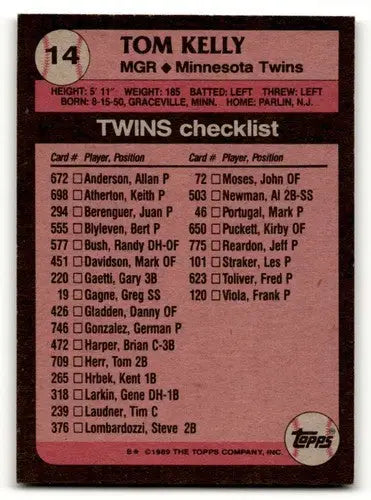 14
TOM KELLY
MGR ◆ Minnesota Twins
HEIGHT: 5' 11" WEIGHT: 185 BATTED: LEFT THREW: LEFT
BORN: 8-15-50, GRACEVILLE, MINN. HOME: PARLIN, N.J.
TWINS checklist
Card # Player, Position
672 □ Anderson, Allan P
698 □ Atherton, Keith P
294 □ Berenguer, Juan P
555 □ Blyleven, Bert P
577 □ Bush, Randy DH-OF
451 □ Davidson, Mark OF
220 □ Gaetti, Gary 3B
19 □ Gagne, Greg SS
426 □ Gladden, Danny OF
746 □ Gonzalez, German P
472 □ Harper, Brian C-3B
709 □ Herr, Tom 2B
265 □ Hrbek, Kent 1B
318 □ Larkin, Gene DH-1B
239 □ Laudner, Tim C
376 □ Lombardozzi, Steve 2B
Card # Player, Position
72 □ Moses, John OF
503 □ Newman, Al 2B-SS
46 □ Portugal, Mark P
650 □ Puckett, Kirby OF
775 □ Reardon, Jeff P
101 □ Straker, Les P
623 □ Toliver, Fred P
120 □ Viola, Frank P
Topps
B* ©1989 THE TOPPS COMPANY, INC.